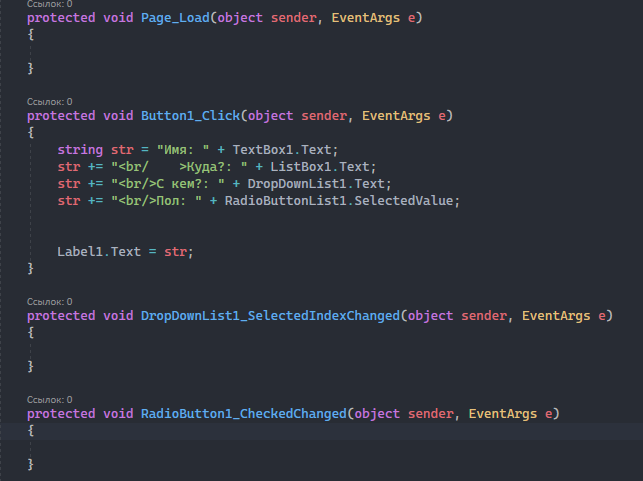 Ссылок: 0
protected void Page_Load(object sender, EventArgs e)
{
}
Ссылок: 0
protected void Button1_Click(object sender, EventArgs e)
{
string str = "Имя: " + TextBox1.Text;
str += "<br/    >Куда?: " + ListBox1.Text;
str += "<br/>С кем?: " + DropDownList1.Text;
str += "<br/>Пол: " + RadioButtonList1.SelectedValue;
Label1.Text = str;
}
Ссылок: 0
protected void DropDownList1_SelectedIndexChanged(object sender, EventArgs e)
{
}
Ссылок: 0
protected void RadioButton1_CheckedChanged(object sender, EventArgs e)
{
}